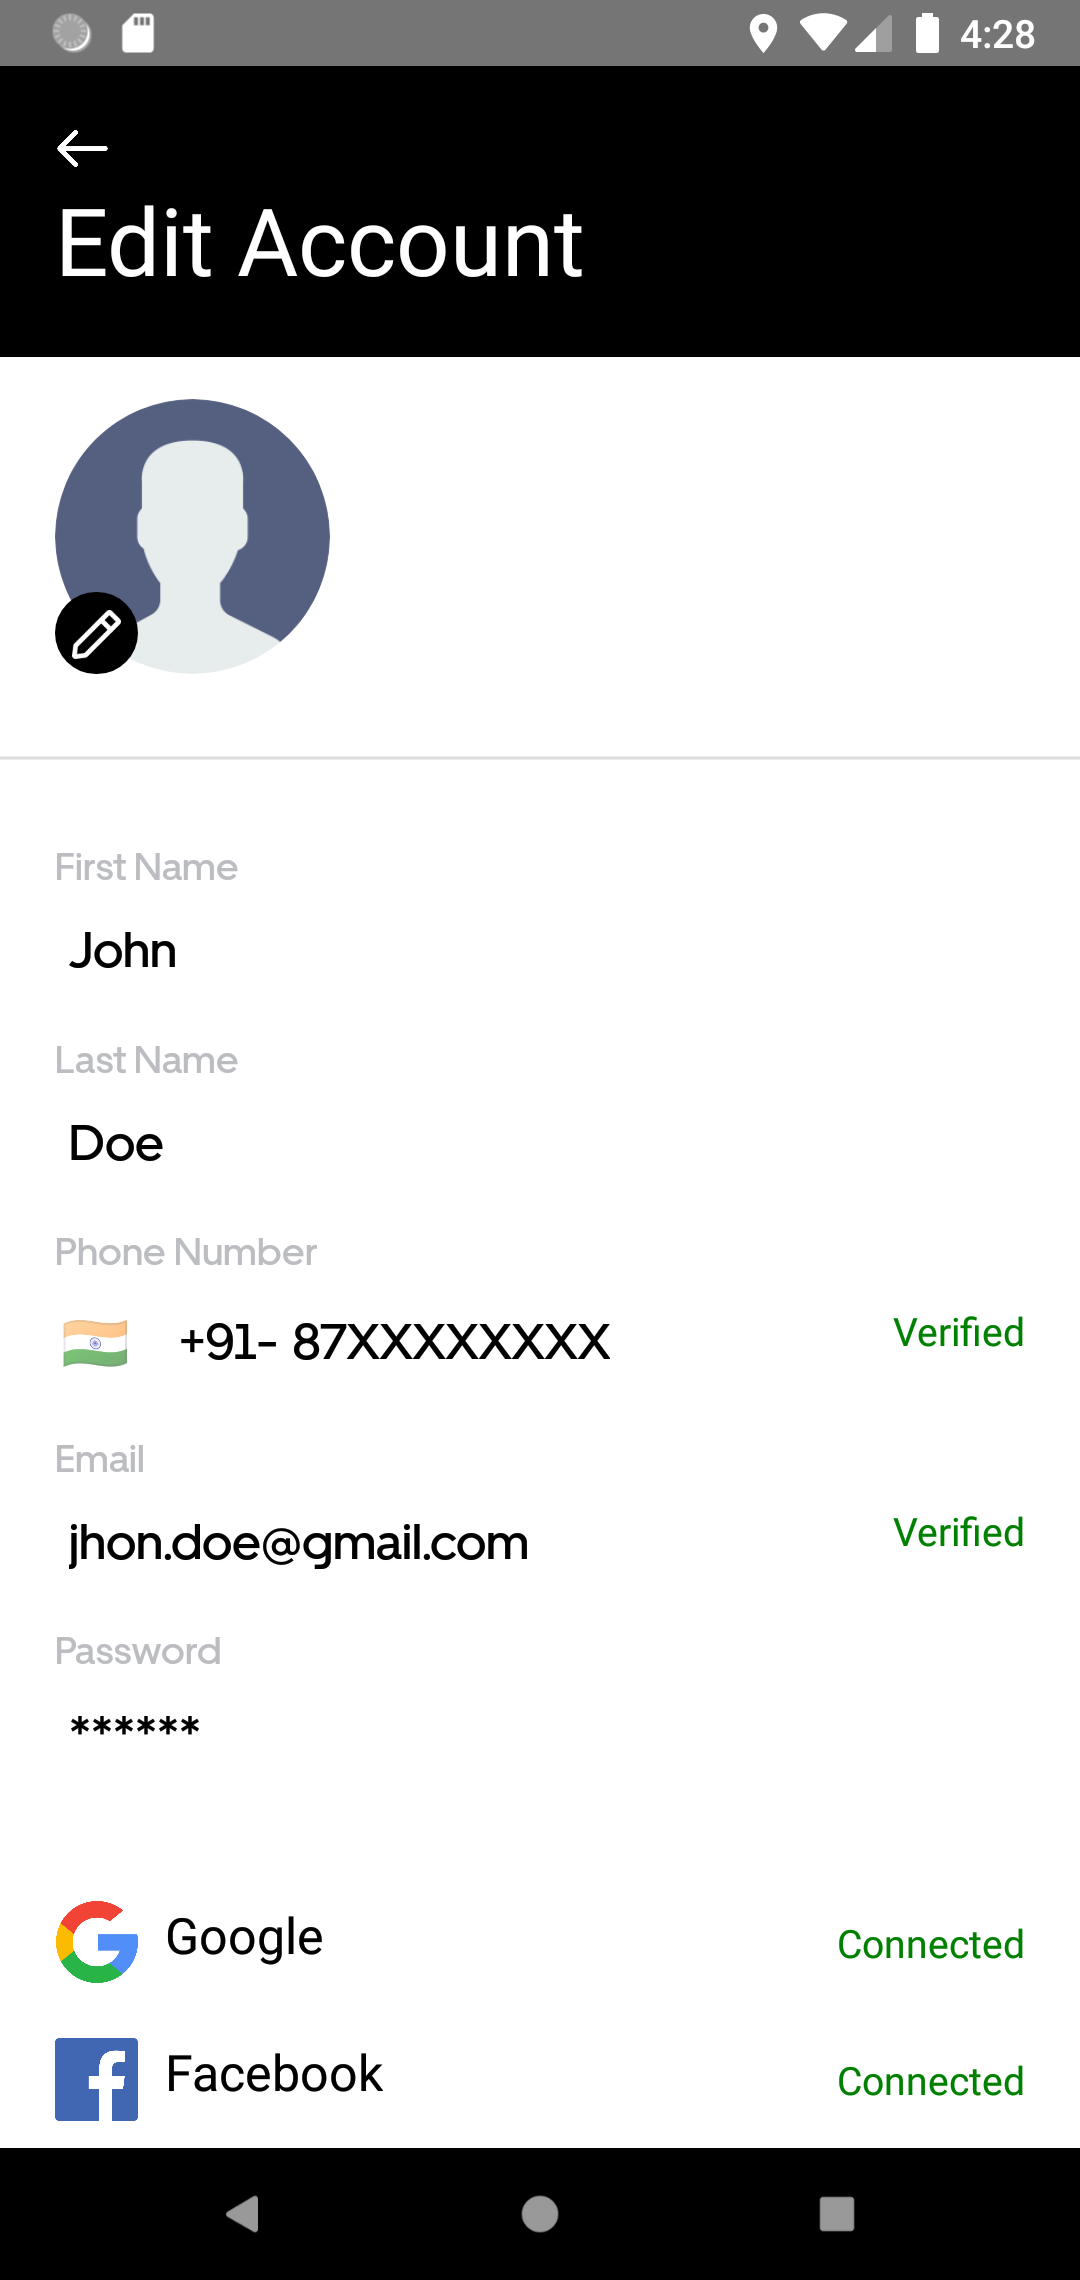 4:28
Edit Account
First Name
John
Last Name
Doe
Phone Number
+91- 87XXXXXXXX Verified
Email
jhon.doe@gmail.com Verified
Password
******
Google Connected
Facebook Connected